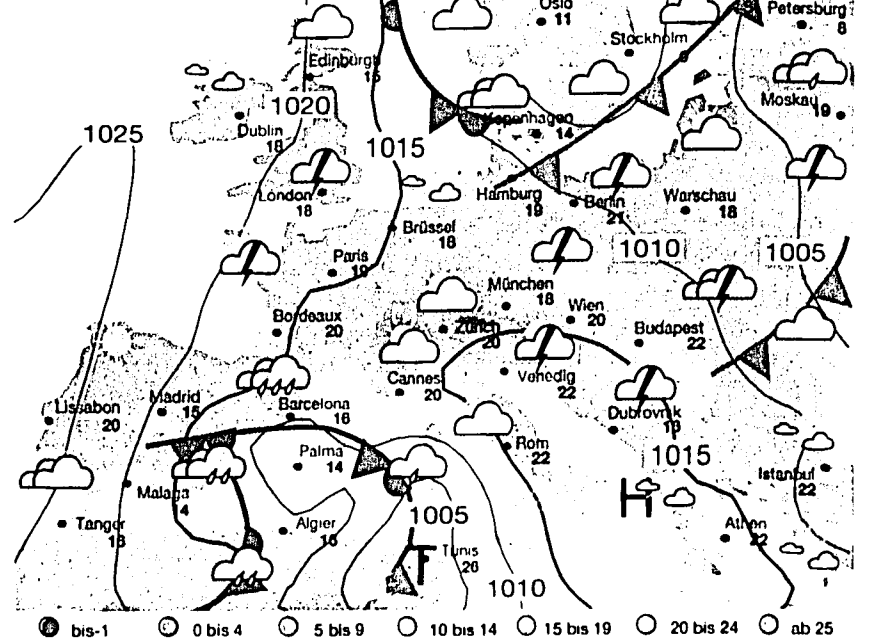 Oslo
11
Petersburg
8
Stockholm
Edinburgh
15
1020
Moskau
19
1025
Dublin
18
Kopenhagen
14
1015
London
18
Hamburg
19
Berlin
21
Warschau
18
Brüssel
18
1010
1005
Paris
19
München
18
Bordeaux
20
Zürich
20
Wien
20
Budapest
22
Cannes
20
Venedig
22
Madrid
15
Barcelona
16
Lissabon
20
Dubrovnik
Rom
22
Palma
14
1015
Istanbul
22
Malaga
H
1005
Tanger
Algier
Athen
22
T
Tunis
1010
bis-1
0 bis 4
5 bis 9
10 bis 14
15 bis 19
20 bis 24
ab 25